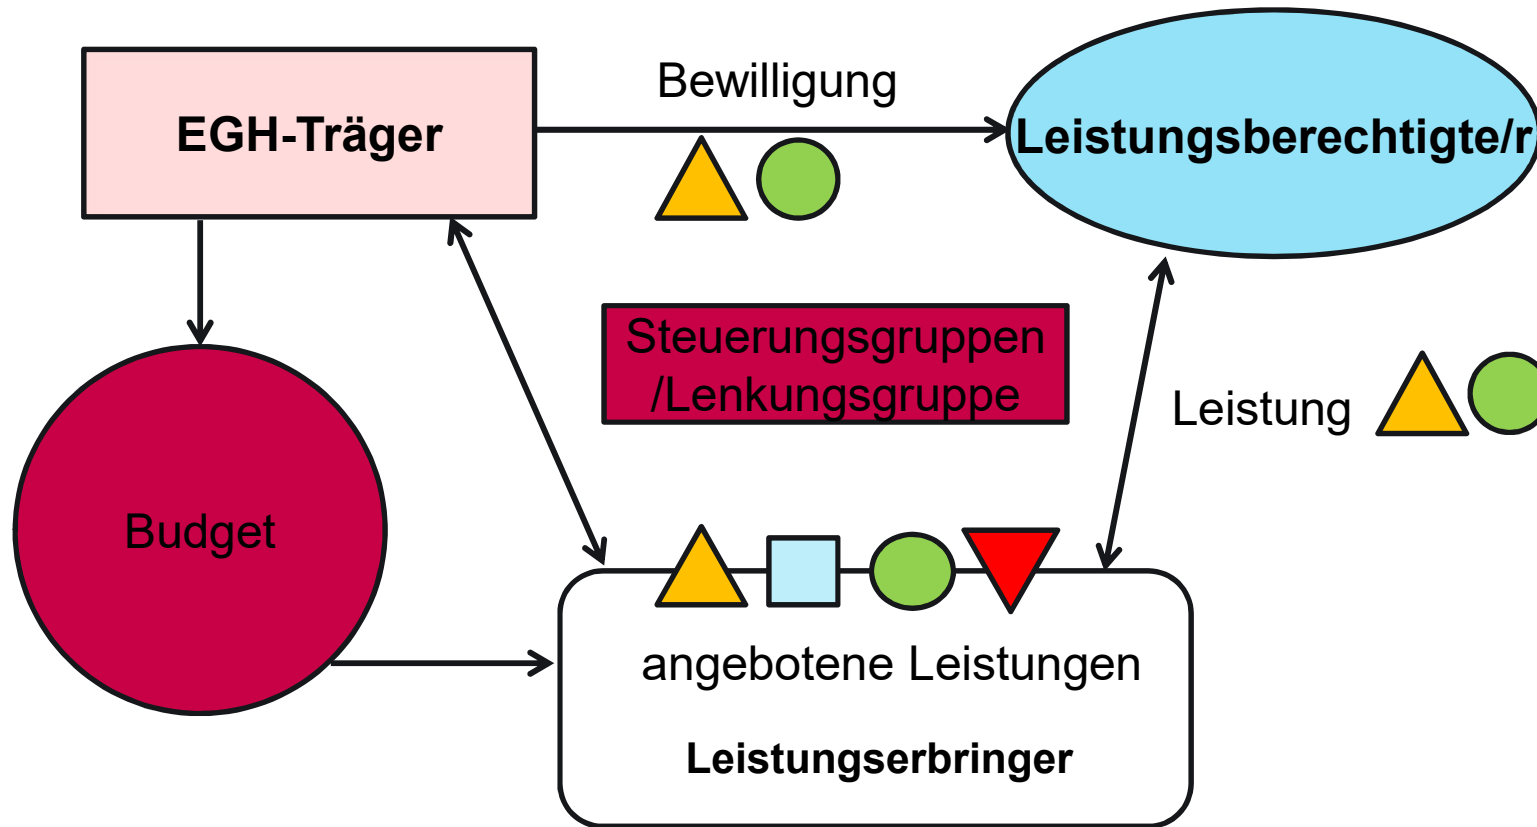 Bewilligung
EGH-Träger
Leistungsberechtigte/r
Steuerungsgruppen
/Lenkungsgruppe
Leistung
Budget
angebotene Leistungen
Leistungserbringer